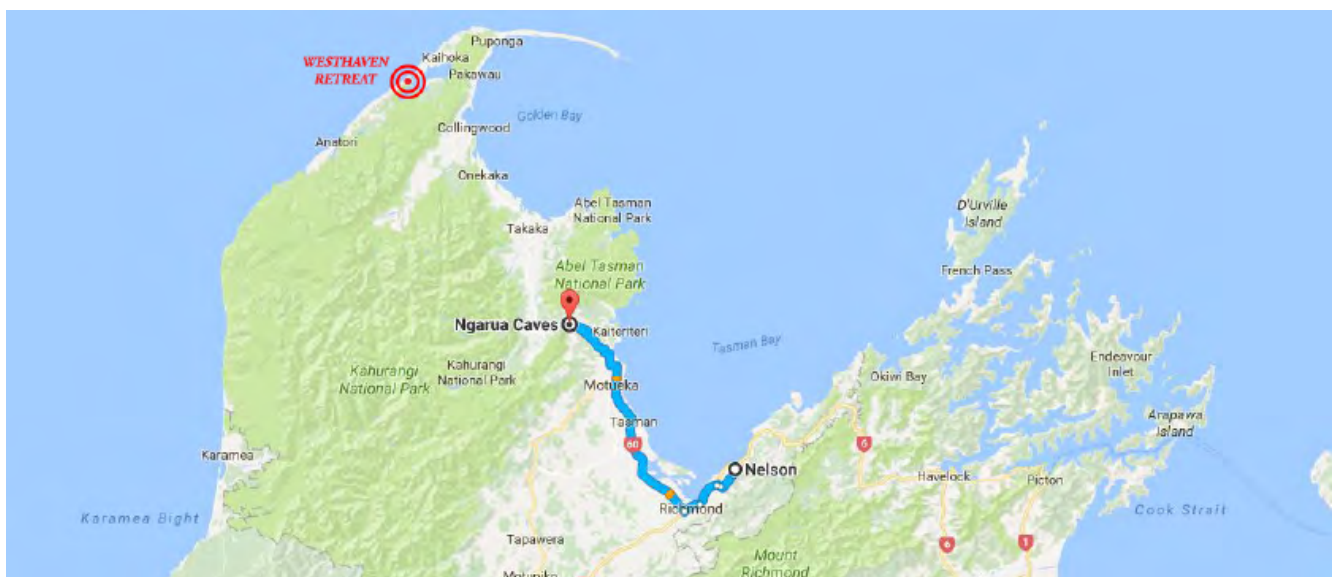 Puponga
WESTHAVEN
RETREAT
Kaihoka
Pakawau
Golden Bay
Collingwood
Anatori
Onekaka
Abel Tasman
National Park
Takaka
D'Urville
Island
Abel Tasman
National Park
French Pass
Ngarua Caves
Kaiteriteri
Tasman Bay
Endeavour
Inlet
Kahurangi
National Park
Kahurangi
National Park
Okiwi Bay
Motueka
Arapawa
Island
Tasman
60
6
Karamea
Nelson
Havelock
Picton
Richmond
Karamea Bight
Cook Strait
Tapawera
6
1
Mount
Richmond
Motupiko